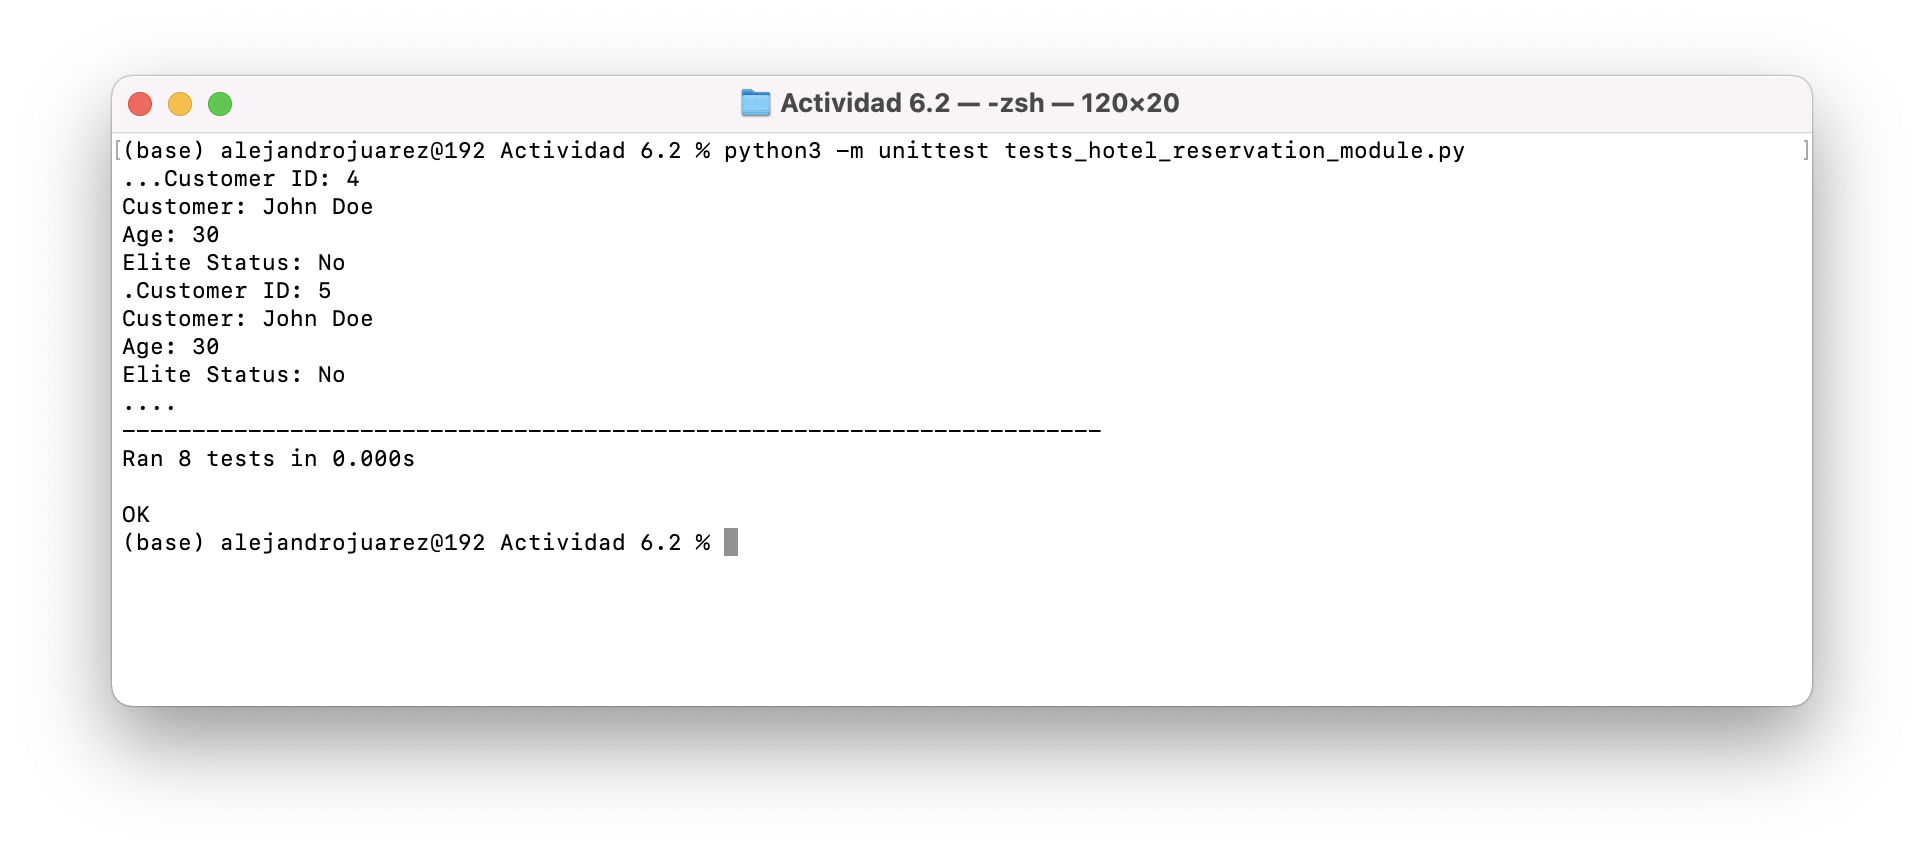 Actividad 6.2 — -zsh — 120×20
[(base) alejandrojuarez@192 Actividad 6.2 % python3 -m unittest tests_hotel_reservation_module.py ]
...Customer ID: 4
Customer: John Doe
Age: 30
Elite Status: No
.Customer ID: 5
Customer: John Doe
Age: 30
Elite Status: No
....
----------------------------------------------------------------------
Ran 8 tests in 0.000s
OK
(base) alejandrojuarez@192 Actividad 6.2 %